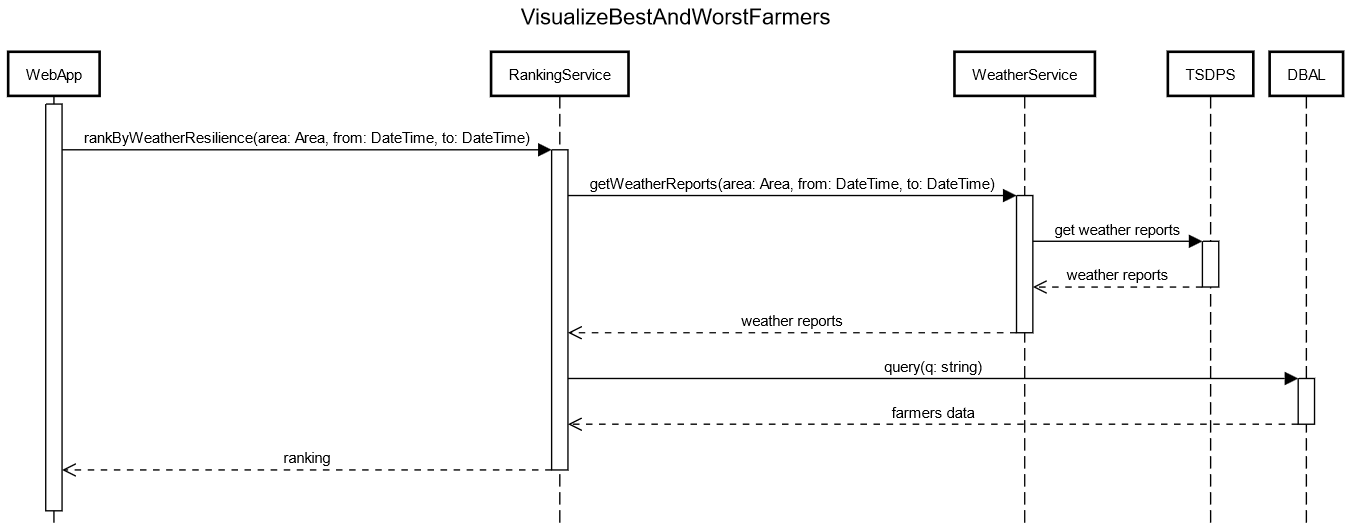 VisualizeBestAndWorstFarmers
WebApp
RankingService
WeatherService
TSDPS
DBAL
rankByWeatherResilience(area: Area, from: DateTime, to: DateTime)
getWeatherReports(area: Area, from: DateTime, to: DateTime)
get weather reports
weather reports
weather reports
query(q: string)
farmers data
ranking